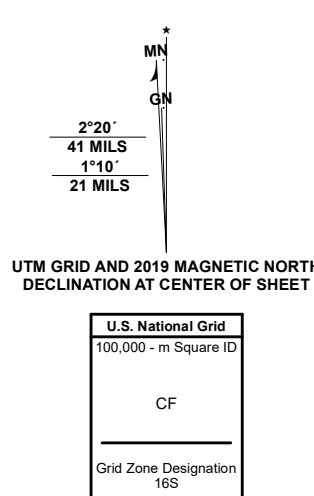 ★
MN
GN
2°20´
41 MILS
1°10´
21 MILS
UTM GRID AND 2019 MAGNETIC NORTH
DECLINATION AT CENTER OF SHEET
U.S. National Grid
100,000 - m Square ID
CF
Grid Zone Designation
16S